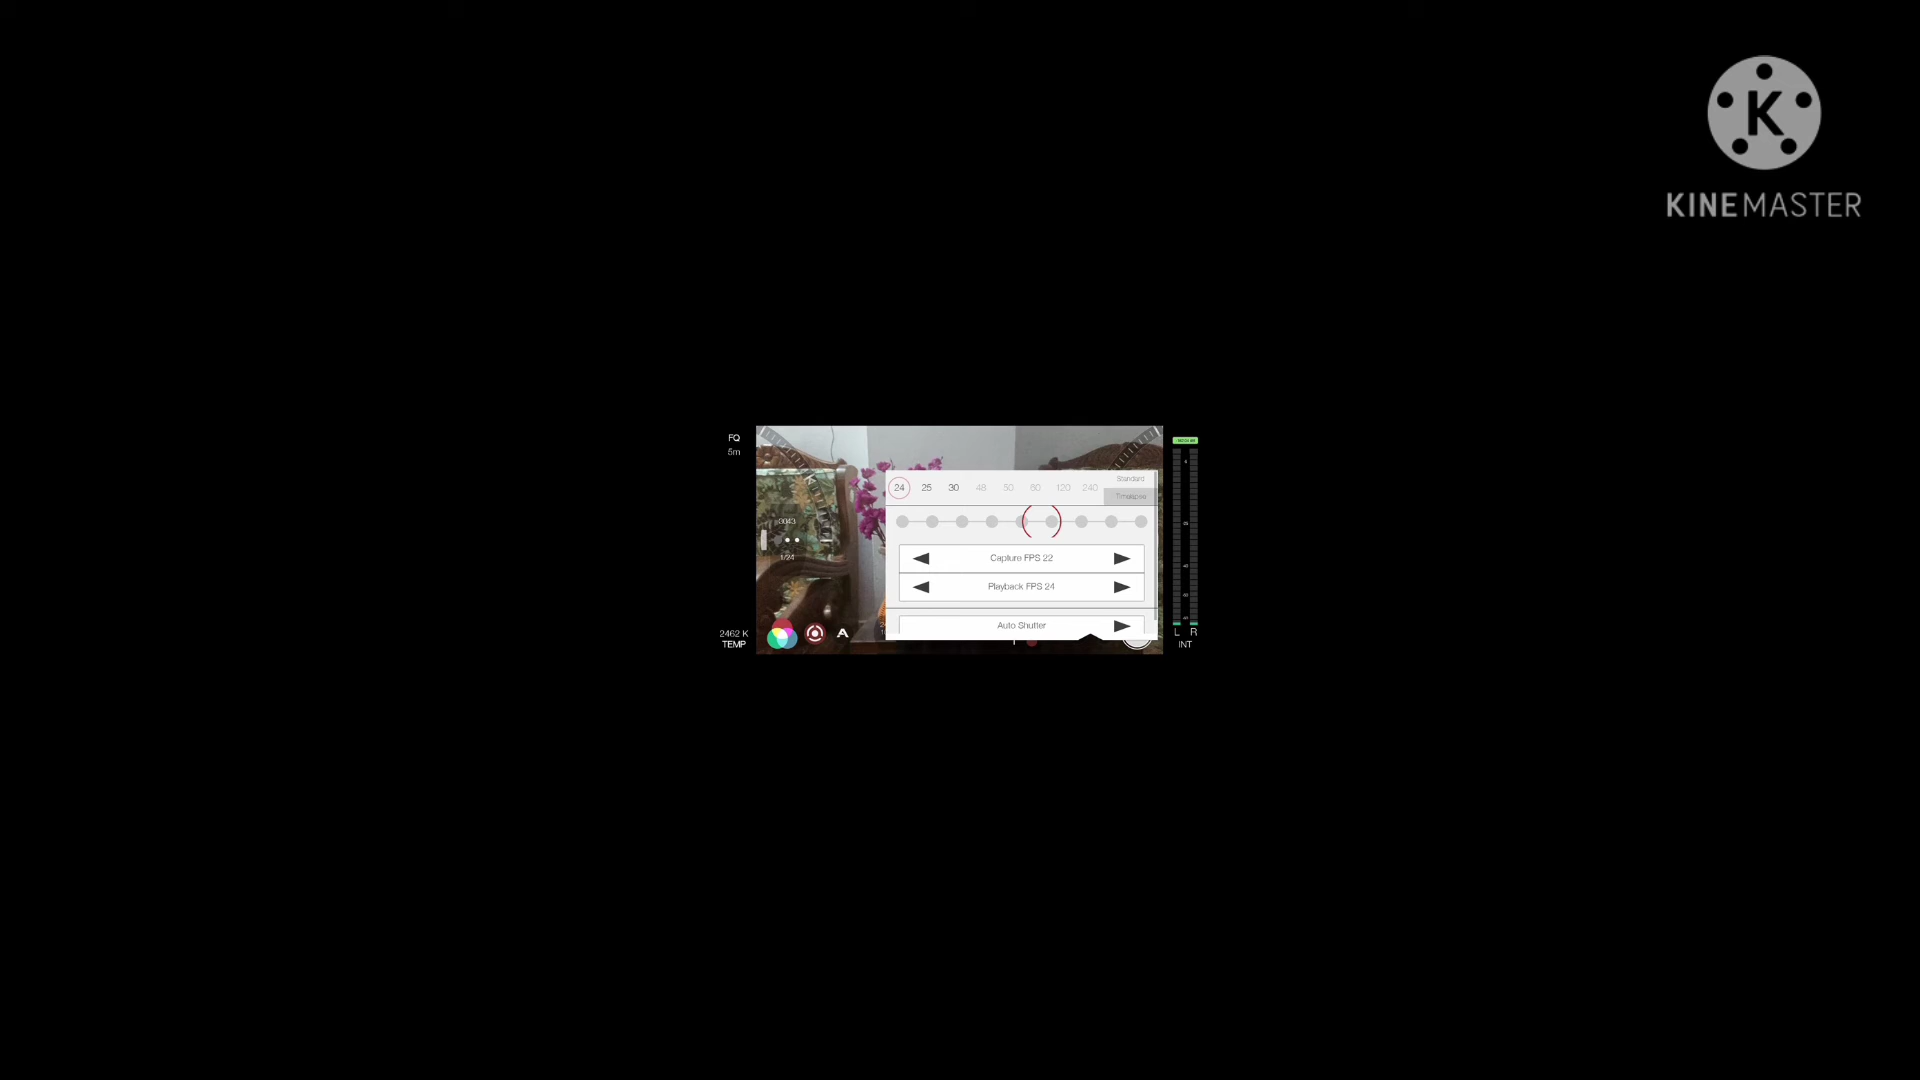 K
KINEMASTER
FQ
5m
24 25 30 48 50 60 120 240
Standard
Timelapse
3043
1/24
Capture FPS 22
Playback FPS 24
Auto Shutter
2462 K
TEMP
A
L R
INT